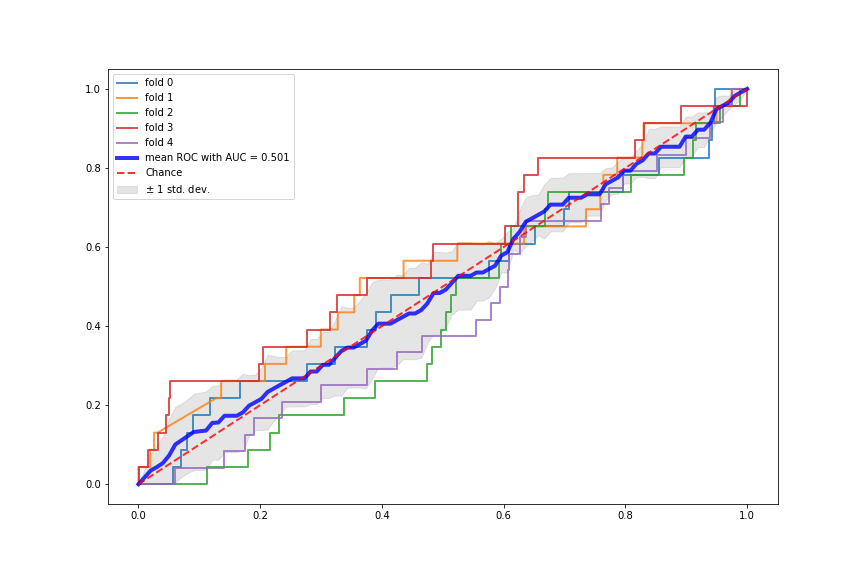 fold 0
fold 1
fold 2
fold 3
fold 4
mean ROC with AUC = 0.501
Chance
± 1 std. dev.
1.0
0.8
0.6
0.4
0.2
0.0
0.0 0.2 0.4 0.6 0.8 1.0